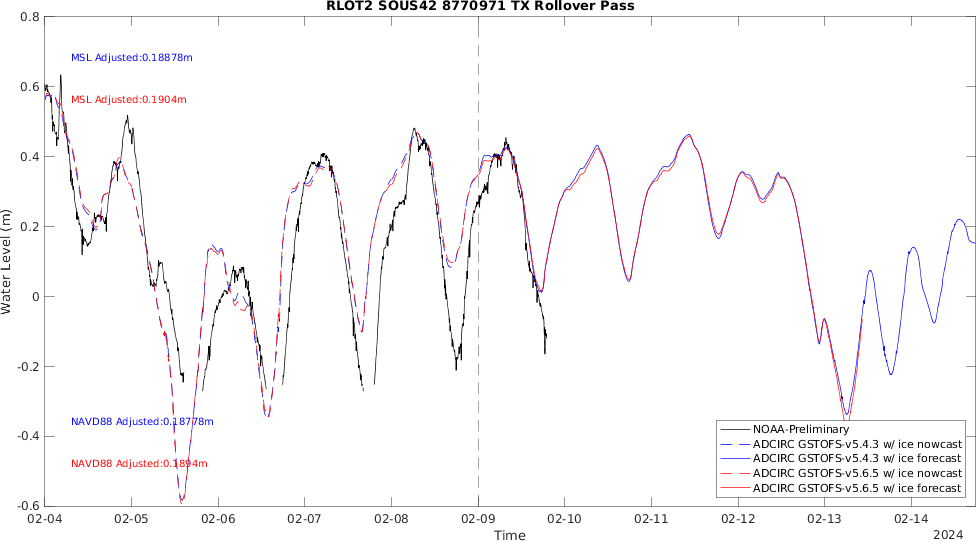 RLOT2 SOUS42 8770971 TX Rollover Pass
0.8
0.6
0.4
0.2
0
-0.2
-0.4
-0.6
Water Level (m)
MSL Adjusted:0.18878m
MSL Adjusted:0.1904m
NAVD88 Adjusted:0.18778m
NAVD88 Adjusted:0.1894m
NOAA-Preliminary
ADCIRC GSTOFS-v5.4.3 w/ ice nowcast
ADCIRC GSTOFS-v5.4.3 w/ ice forecast
ADCIRC GSTOFS-v5.6.5 w/ ice nowcast
ADCIRC GSTOFS-v5.6.5 w/ ice forecast
02-04 02-05 02-06 02-07 02-08 02-09 02-10 02-11 02-12 02-13 02-14
Time
2024